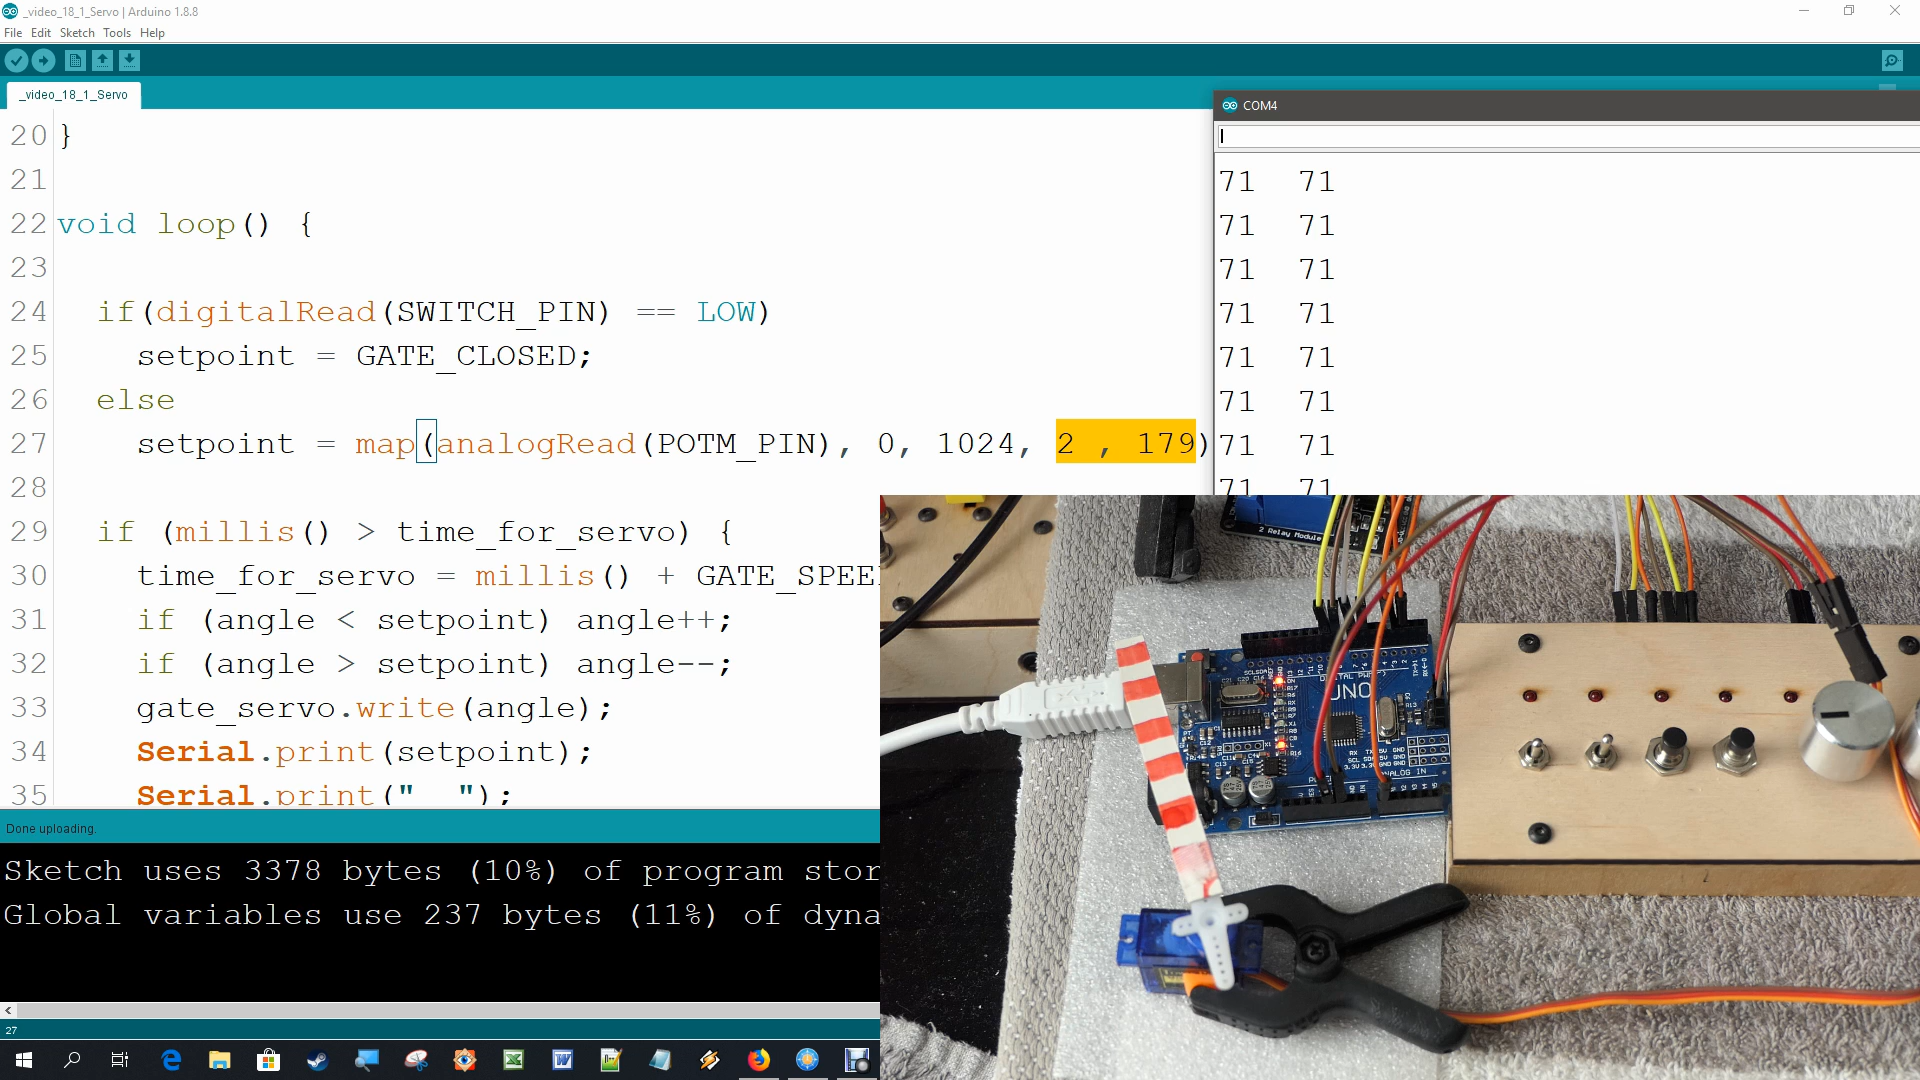 _video_18_1_Servo | Arduino 1.8.8
File Edit Sketch Tools Help
_video_18_1_Servo
20 }
21
22 void loop() {
23
24 if(digitalRead(SWITCH_PIN) == LOW)
25 setpoint = GATE_CLOSED;
26 else
27 setpoint = map(analogRead(POTM_PIN), 0, 1024, 2 , 179)
28
29 if (millis() > time_for_servo) {
30 time_for_servo = millis() + GATE_SPEE
31 if (angle < setpoint) angle++;
32 if (angle > setpoint) angle--;
33 gate_servo.write(angle);
34 Serial.print(setpoint);
35 Serial.print("  ");
COM4
71 71
71 71
71 71
71 71
71 71
71 71
71 71
71 71
Done uploading.
Sketch uses 3378 bytes (10%) of program stor
Global variables use 237 bytes (11%) of dyna
27
2 Relay Module
UNO
ANALOG IN